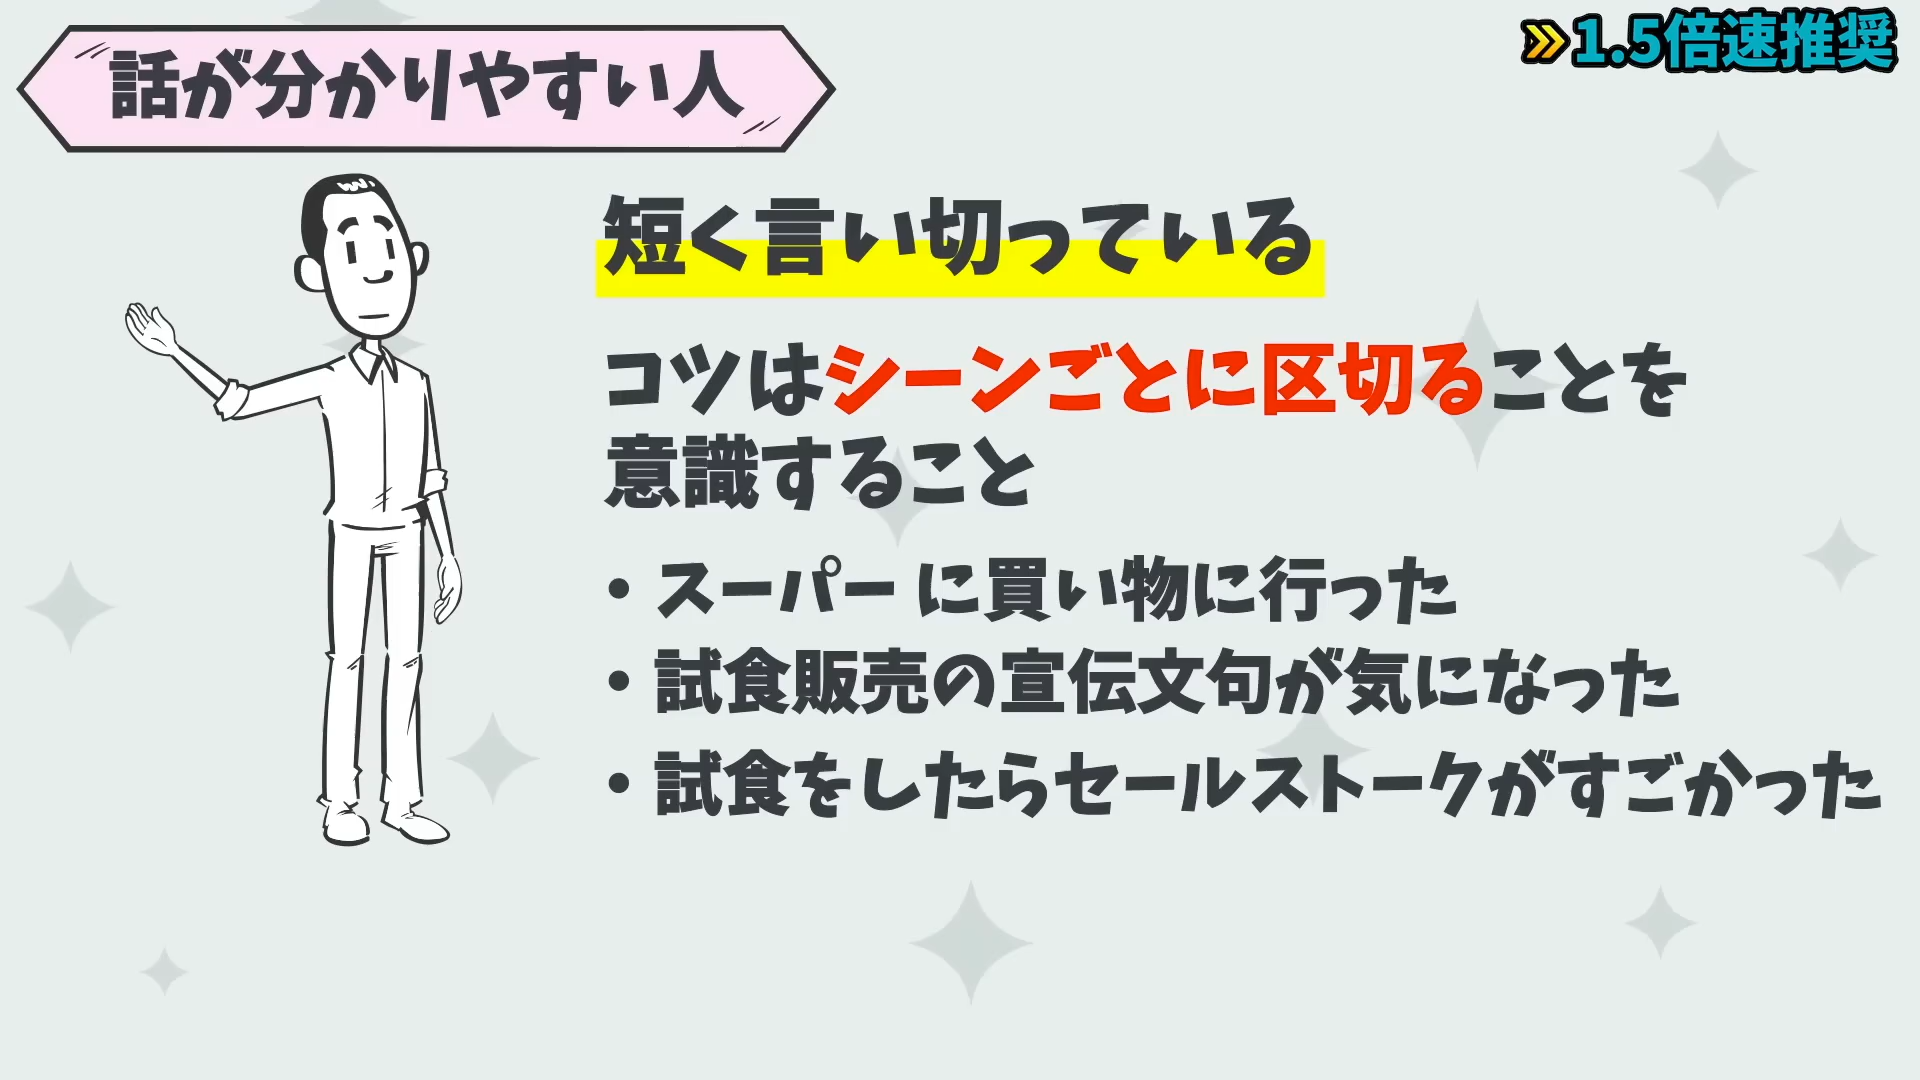 話が分かりやすい人
1.5倍速推奨
短く言い切っている
コツはシーンごとに区切ることを
意識すること
・スーパーに買い物に行った
・試食販売の宣伝文句が気になった
・試食をしたらセールストークがすごかった